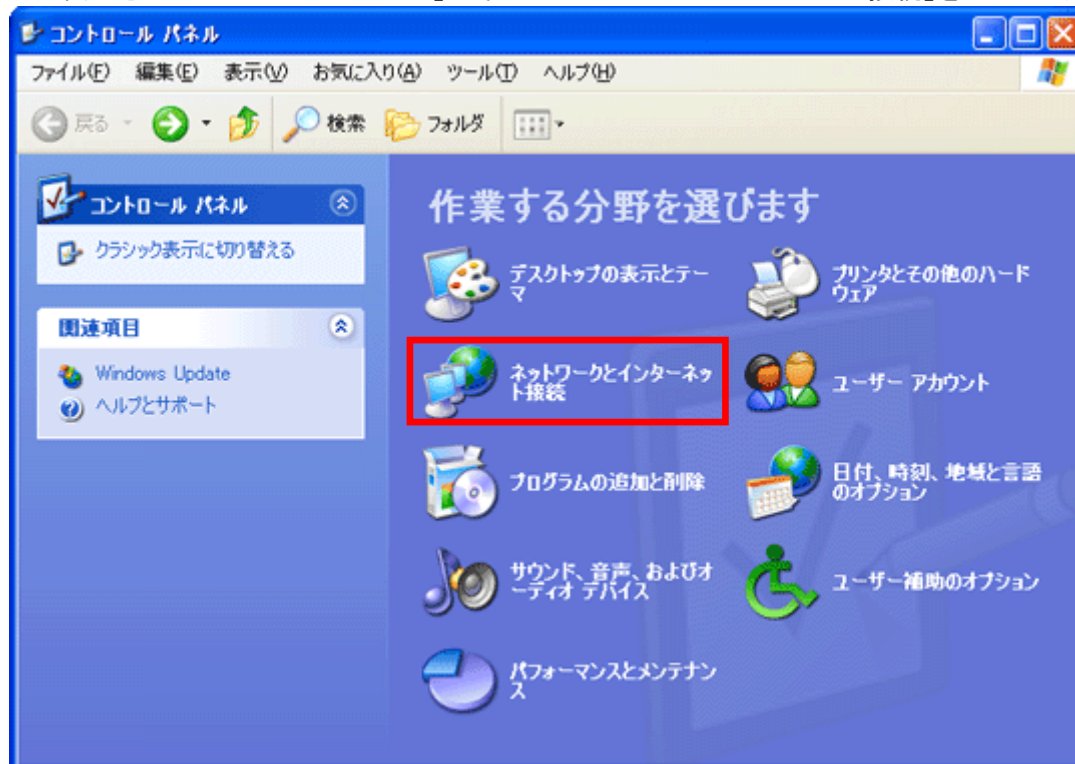 コントロール パネル
ファイル(F) 編集(E) 表示(V) お気に入り(A) ツール(T) ヘルプ(H)
戻る 検索 フォルダ
コントロール パネル
クラシック表示に切り替える
関連項目
Windows Update
ヘルプとサポート
作業する分野を選びます
デスクトップの表示とテー
マ
プリンタとその他のハード
ウェア
ネットワークとインターネッ
ト接続
ユーザー アカウント
プログラムの追加と削除
日付、時刻、地域と言語
のオプション
サウンド、音声、およびオ
ーディオ デバイス
ユーザー補助のオプション
パフォーマンスとメンテナン
ス